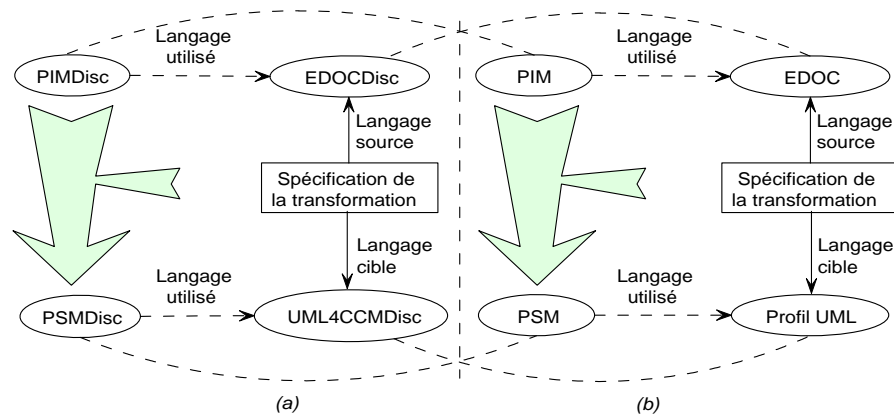 Langage
utilisé
PIMDisc
EDOCDisc
Langage
source
Spécification de
la transformation
Langage
cible
Langage
utilisé
PSMDisc
UML4CCMDisc
(a)
Langage
utilisé
PIM
EDOC
Langage
source
Spécification de
la transformation
Langage
cible
Langage
utilisé
PSM
Profil UML
(b)